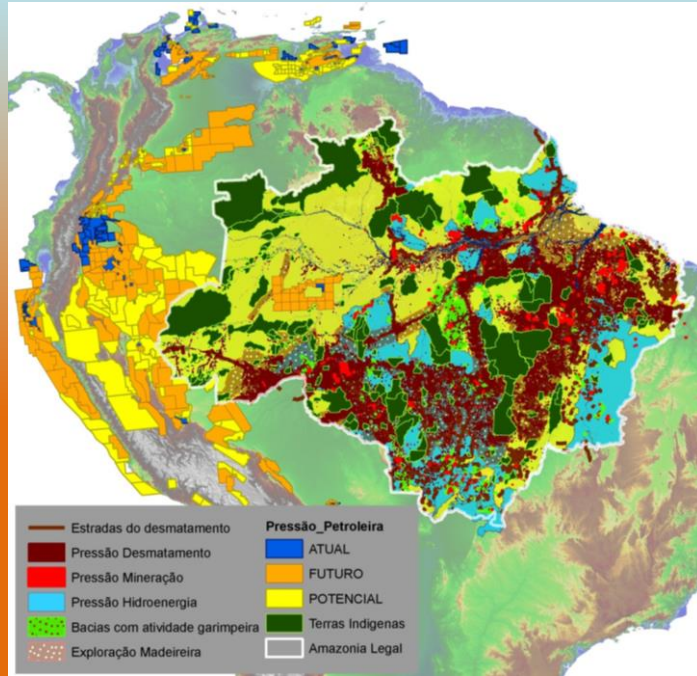 Estradas do desmatamento
Pressão Desmatamento
Pressão Mineração
Pressão Hidroenergia
Bacias com atividade garimpeira
Exploração Madeireira
Pressão_Petroleira
ATUAL
FUTURO
POTENCIAL
Terras Indigenas
Amazonia Legal